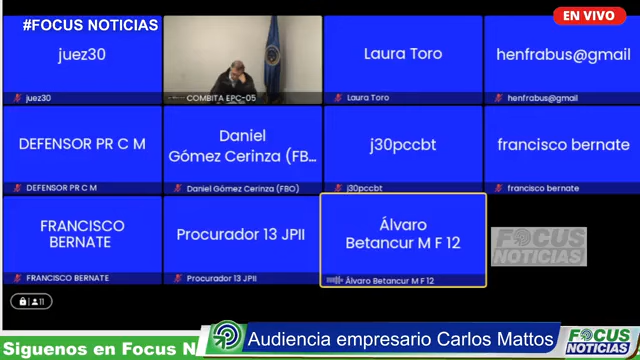 #FOCUS NOTICIAS
EN VIVO
juez30
Laura Toro
henfrabus@gmail
juez30
COMBITA EPC-05
Laura Toro
henfrabus@gmail
DEFENSOR PR C M
Daniel
Gómez Cerinza (FB...
j30pccbt
francisco bernate
DEFENSOR PR C M
Daniel Gómez Cerinza (FBO)
j30pccbt
francisco bernate
FRANCISCO
BERNATE
Procurador 13 JPII
Álvaro
Betancur M F 12
FOCUS
NOTICIAS
FRANCISCO BERNATE
Procurador 13 JPII
Álvaro Betancur M F 12
11
Siguenos en Focus N
Audiencia empresario Carlos Mattos
FOCUS
NOTICIAS